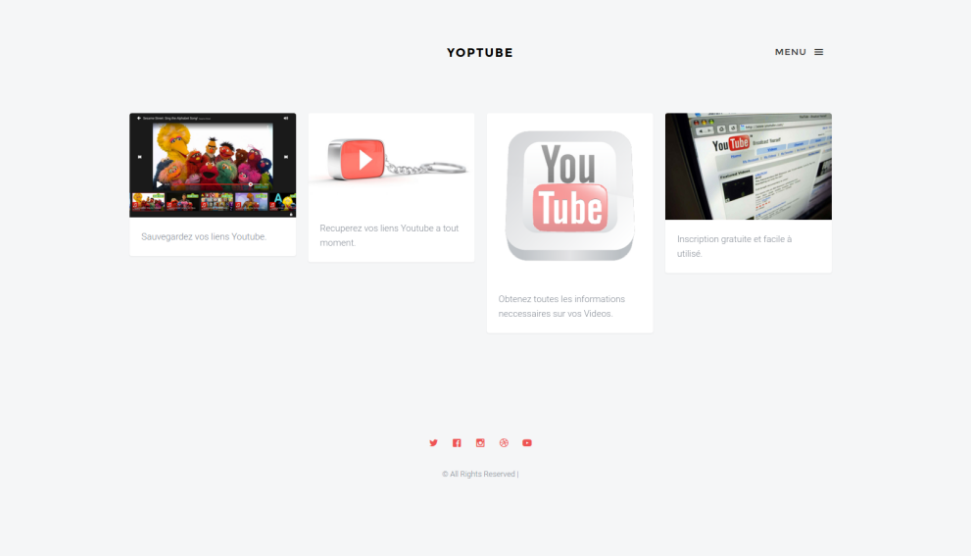 YOPTUBE
MENU
Sauvegardez vos liens Youtube.
Recuperez vos liens Youtube a tout
moment.
You
Tube
Obtenez toutes les informations
neccessaires sur vos Videos.
YouTube
Inscription gratuite et facile à
utilisé.
© All Rights Reserved |